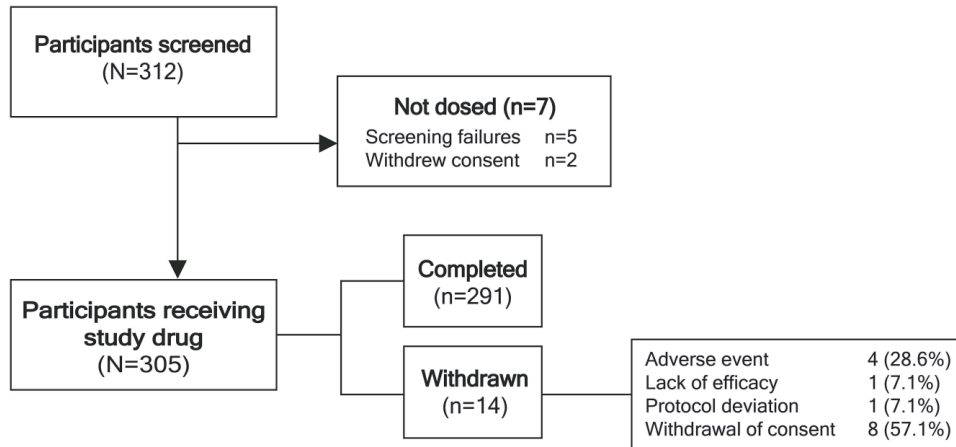 Participants screened
(N=312)
Not dosed (n=7)
Screening failures n=5
Withdrew consent n=2
Completed
(n=291)
Participants receiving
study drug
(N=305)
Withdrawn
(n=14)
Adverse event 4 (28.6%)
Lack of efficacy 1 (7.1%)
Protocol deviation 1 (7.1%)
Withdrawal of consent 8 (57.1%)